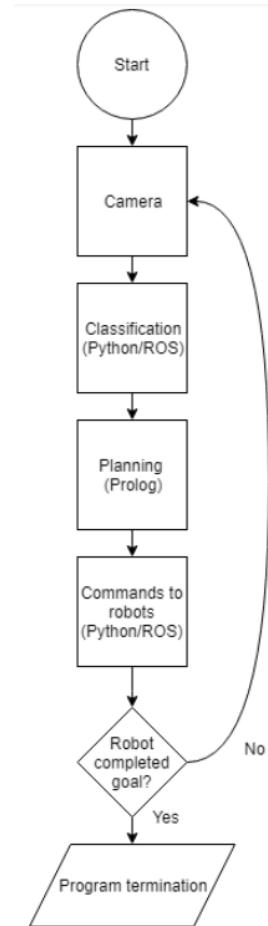 Start
Camera
Classification
(Python/ROS)
Planning
(Prolog)
Commands to
robots
(Python/ROS)
Robot
completed
goal?
No
Yes
Program termination